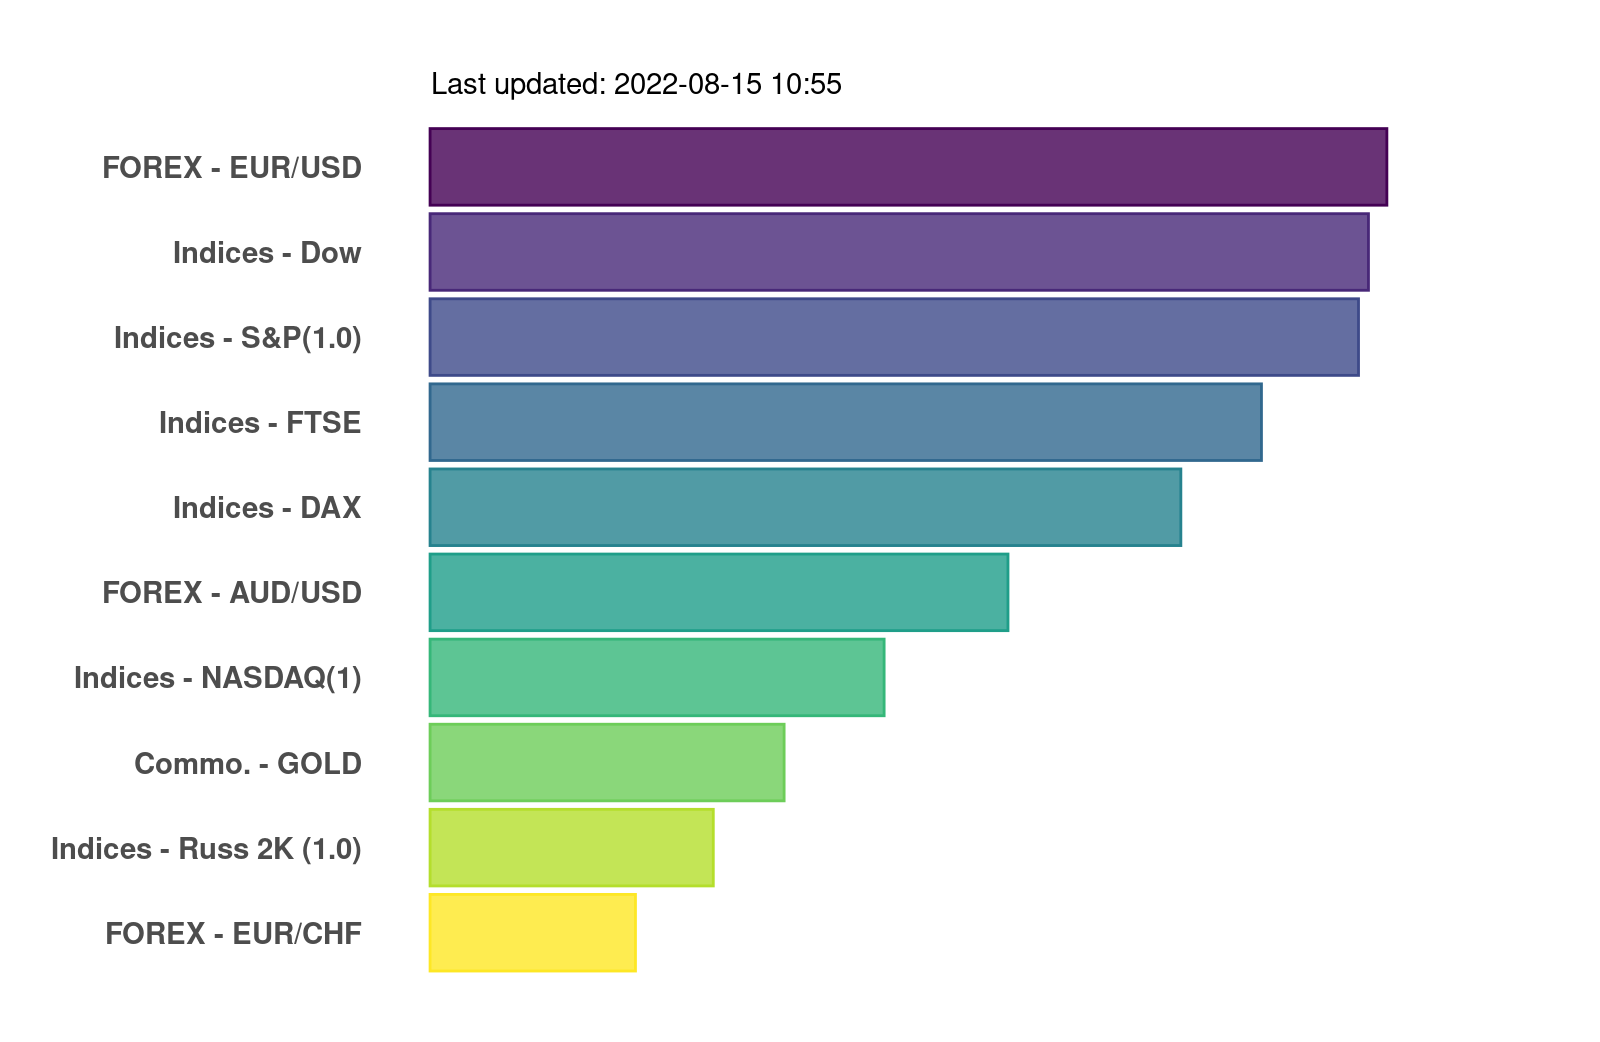 Last updated: 2022-08-15 10:55
FOREX - EUR/USD
Indices - Dow
Indices - S&P(1.0)
Indices - FTSE
Indices - DAX
FOREX - AUD/USD
Indices - NASDAQ(1)
Commo. - GOLD
Indices - Russ 2K (1.0)
FOREX - EUR/CHF